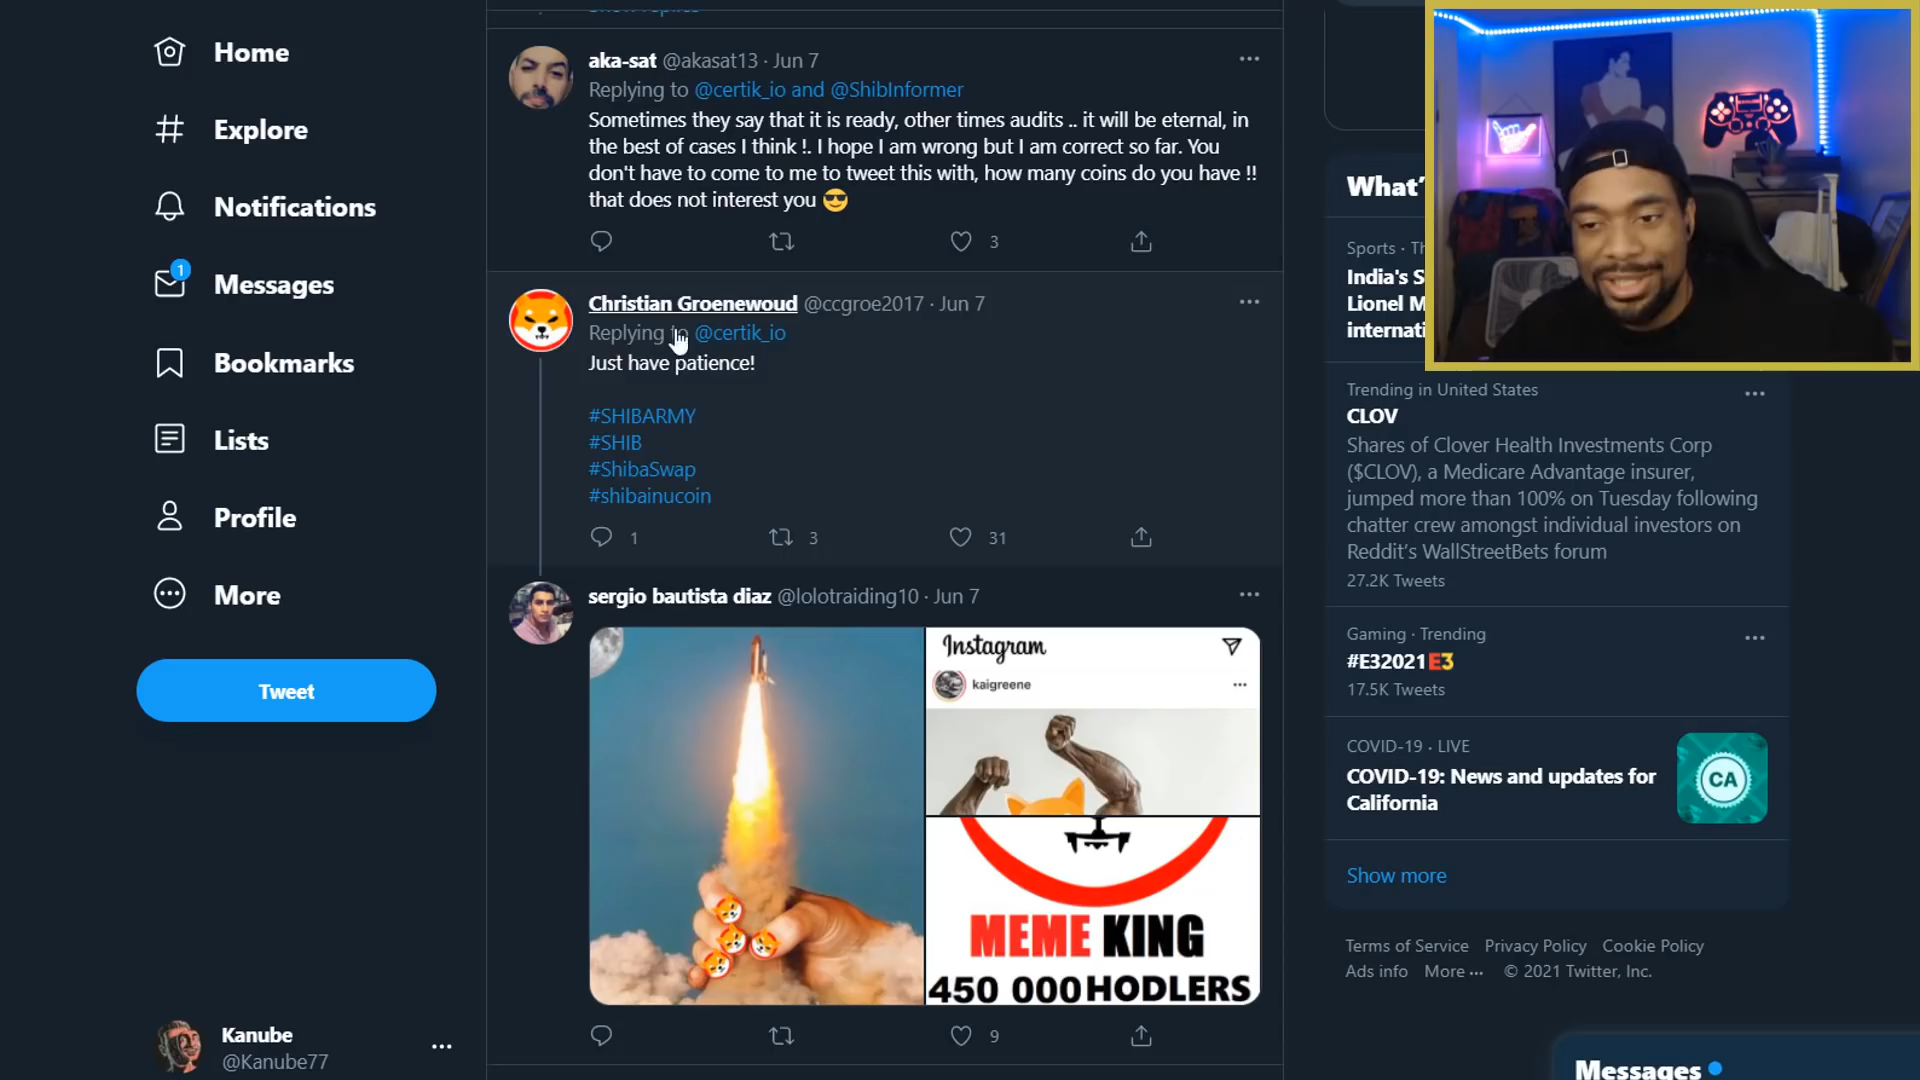 Home
Explore
Notifications
1
Messages
Bookmarks
Lists
Profile
More
Tweet
Kanube
@Kanube77
aka-sat @akasat13 · Jun 7
Replying to @certik_io and @ShibInformer
Sometimes they say that it is ready, other times audits .. it will be eternal, in
the best of cases I think !. I hope I am wrong but I am correct so far. You
don't have to come to me to tweet this with, how many coins do you have !!
that does not interest you 😎
3
Christian Groenewoud @ccgroe2017 · Jun 7
Replying to @certik_io
Just have patience!
#SHIBARMY
#SHIB
#ShibaSwap
#shibainucoin
1 3 31
sergio bautista diaz @lolotraiding10 · Jun 7
Instagram
kaigreene
MEME KING
450 000 HODLERS
9
What'
Sports ·
India's S
Lionel M
internati
Trending in United States
CLOV
Shares of Clover Health Investments Corp
($CLOV), a Medicare Advantage insurer,
jumped more than 100% on Tuesday following
chatter crew amongst individual investors on
Reddit's WallStreetBets forum
27.2K Tweets
Gaming · Trending
#E32021 E3
17.5K Tweets
COVID-19 · LIVE
COVID-19: News and updates for
California
CA
Show more
Terms of Service Privacy Policy Cookie Policy
Ads info More ··· © 2021 Twitter, Inc.
Messages